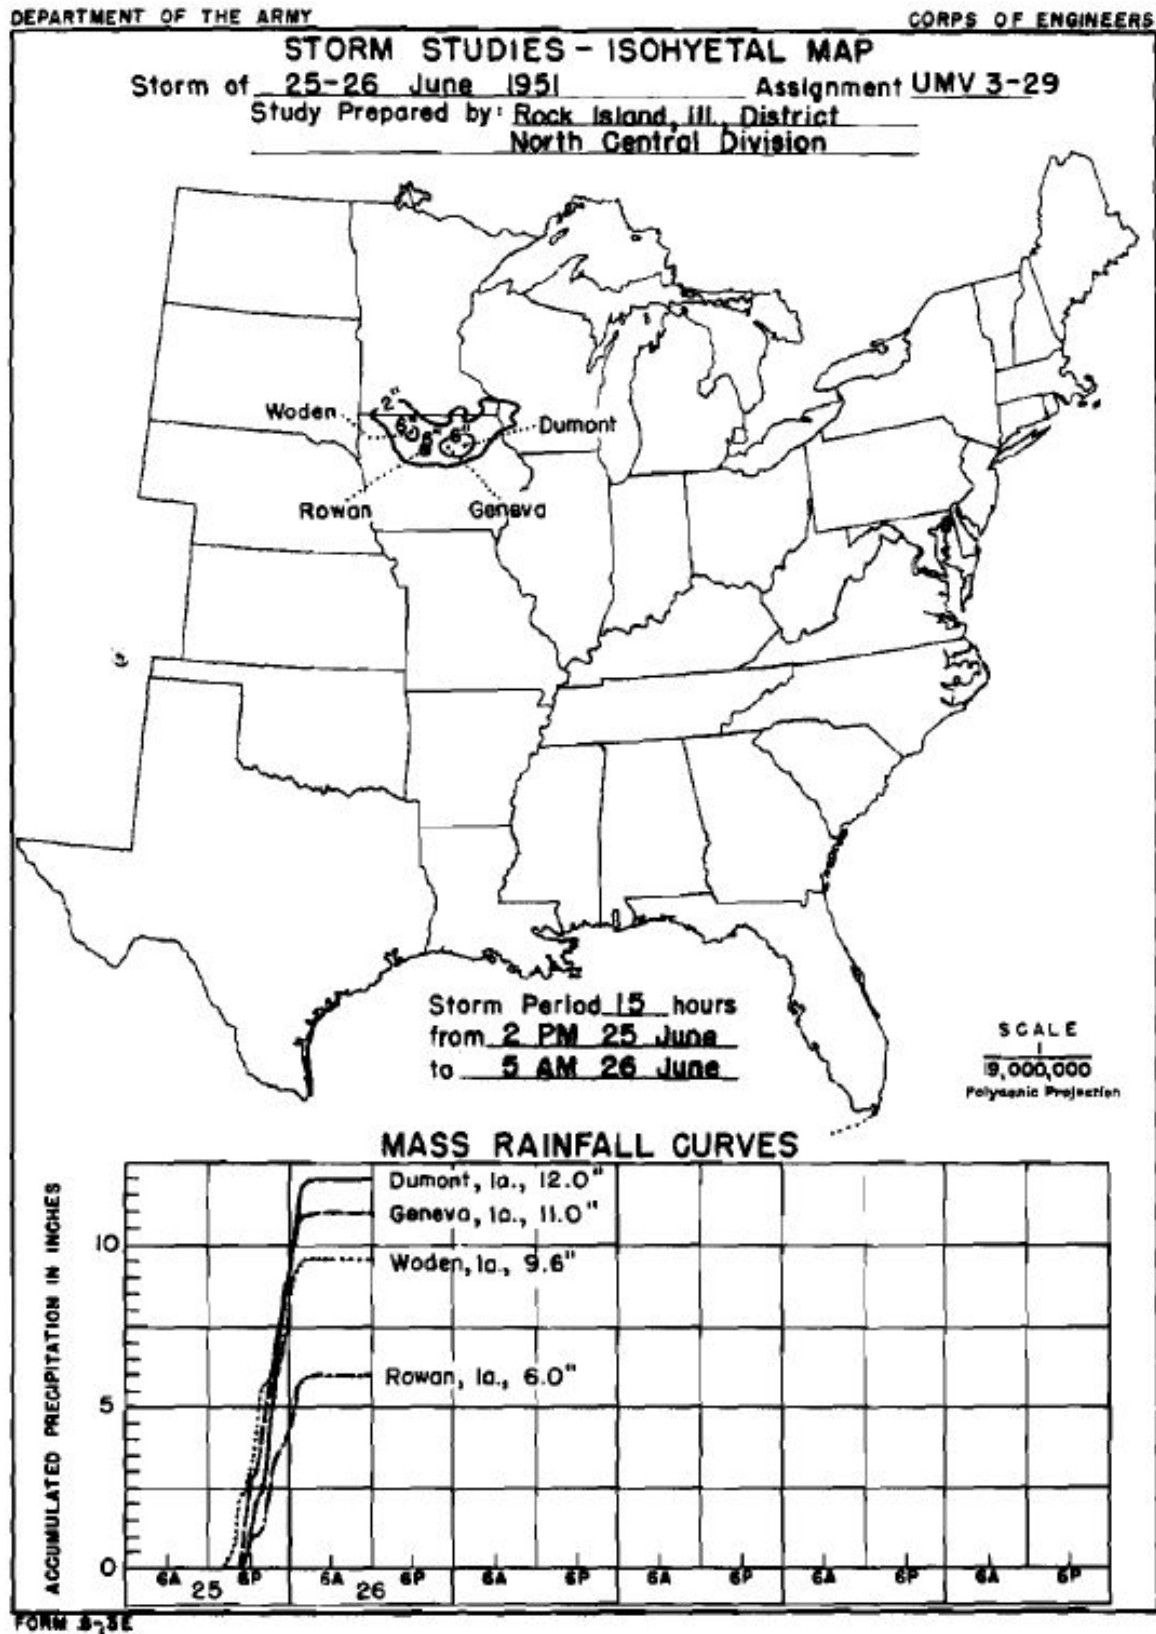 DEPARTMENT OF THE ARMY CORPS OF ENGINEERS
STORM STUDIES - ISOHYETAL MAP
Storm of 25-26 June 1951 Assignment UMV 3-29
Study Prepared by: Rock Island, Ill., District
North Central Division
2"
Woden
6"
6"
6"
Dumont
Rowan
Geneva
Storm Period 15 hours
from 2 PM 25 June
to 5 AM 26 June
SCALE
1
19,000,000
Polyconic Projection
MASS RAINFALL CURVES
ACCUMULATED PRECIPITATION IN INCHES
Dumont, Ia., 12.0"
Geneva, Ia., 11.0"
10
Woden, Ia., 9.6"
Rowan, Ia., 6.0"
5
0
6A 6P 6A 6P 6A 6P 6A 6P 6A 6P 6A 6P
25 26
FORM S-3E